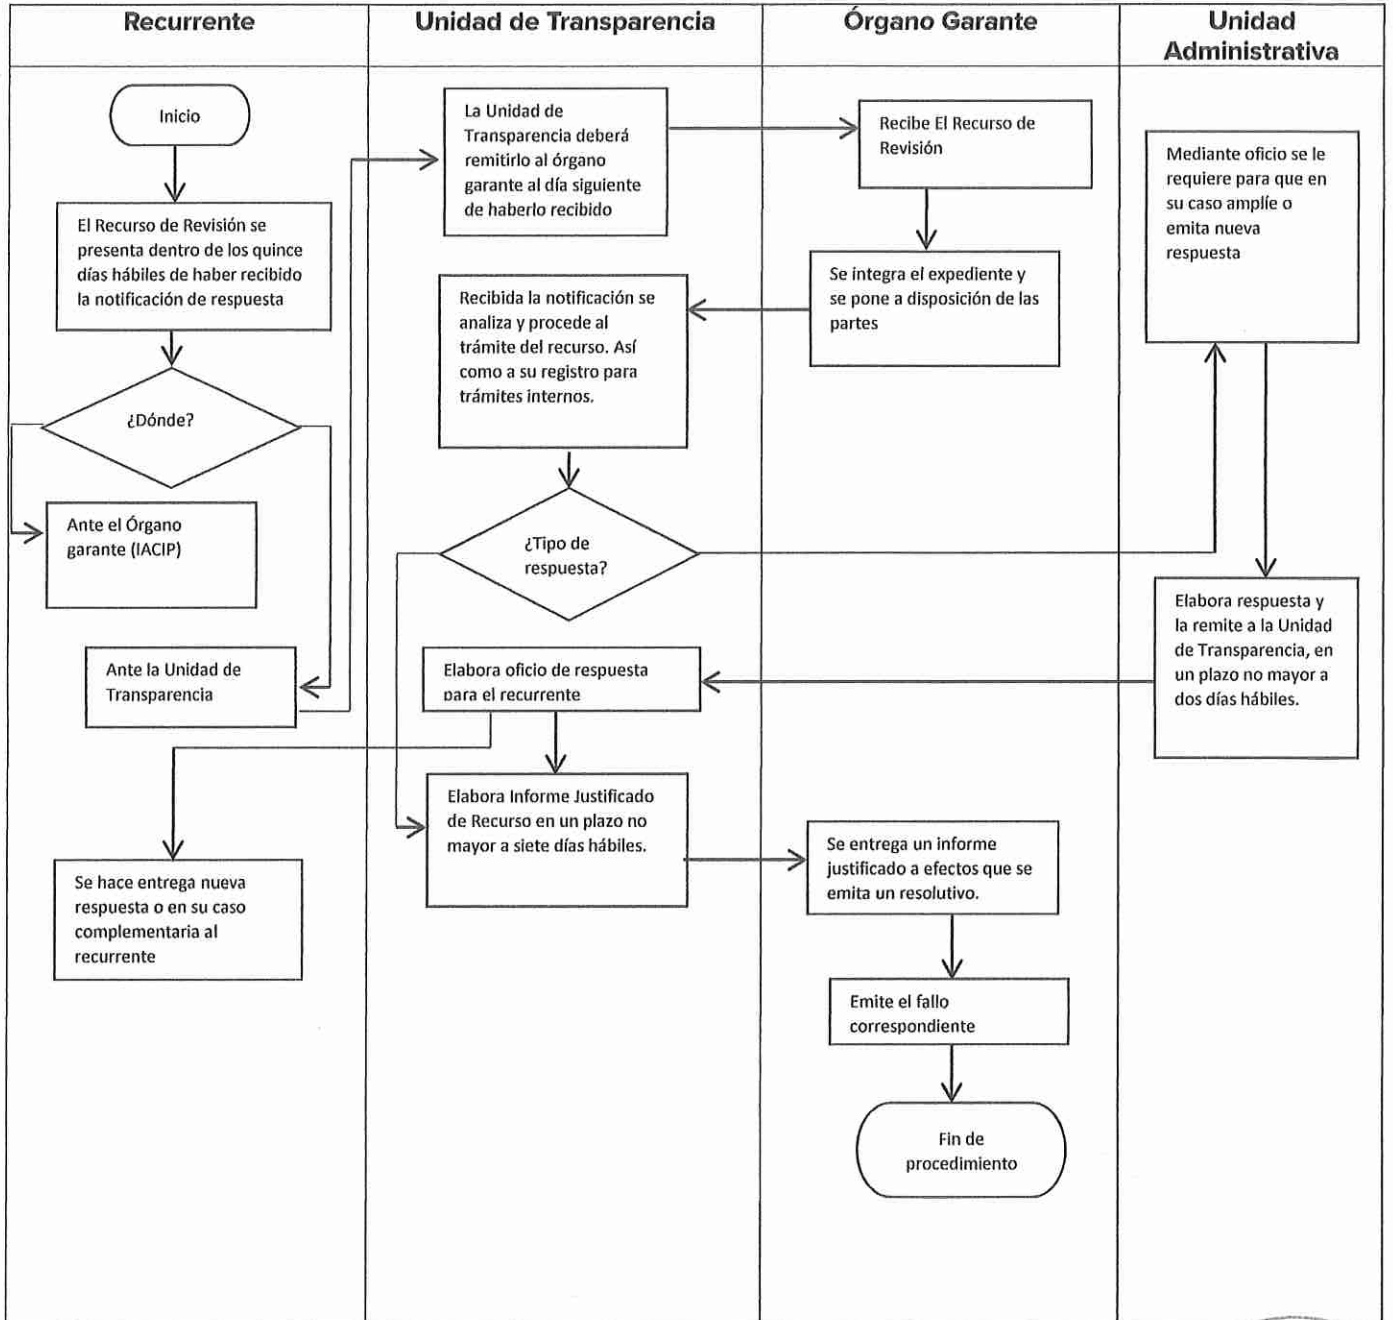 Recurrente
Unidad de Transparencia
Órgano Garante
Unidad
Administrativa
Inicio
El Recurso de Revisión se
presenta dentro de los quince
días hábiles de haber recibido
la notificación de respuesta
¿Dónde?
Ante el Órgano
garante (IACIP)
Ante la Unidad de
Transparencia
Se hace entrega nueva
respuesta o en su caso
complementaria al
recurrente
La Unidad de
Transparencia deberá
remitirlo al órgano
garante al día siguiente
de haberlo recibido
Recibida la notificación se
analiza y procede al
trámite del recurso. Así
como a su registro para
trámites internos.
¿Tipo de
respuesta?
Elabora oficio de respuesta
para el recurrente
Elabora Informe Justificado
de Recurso en un plazo no
mayor a siete días hábiles.
Recibe El Recurso de
Revisión
Se integra el expediente y
se pone a disposición de las
partes
Se entrega un informe
justificado a efectos que se
emita un resolutivo.
Emite el fallo
correspondiente
Fin de
procedimiento
Mediante oficio se le
requiere para que en
su caso amplíe o
emita nueva
respuesta
Elabora respuesta y
la remite a la Unidad
de Transparencia, en
un plazo no mayor a
dos días hábiles.